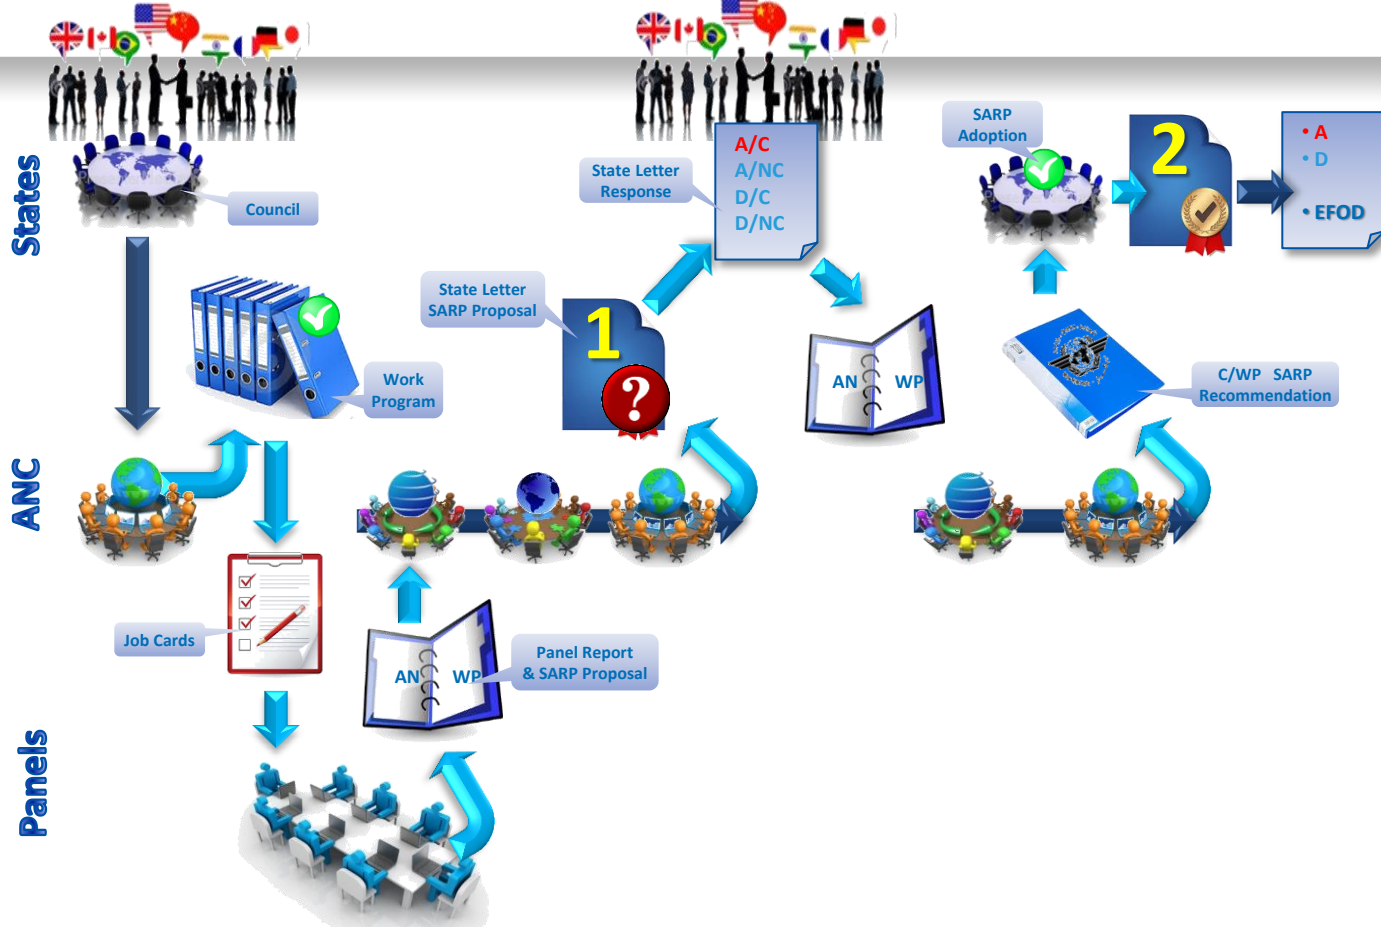 States
ANC
Panels
Council
Work
Program
Job Cards
AN WP
Panel Report
& SARP Proposal
State Letter
SARP Proposal
1
?
State Letter
Response
A/C
A/NC
D/C
D/NC
AN WP
C/WP SARP
Recommendation
SARP
Adoption
2
• A
• D
• EFOD